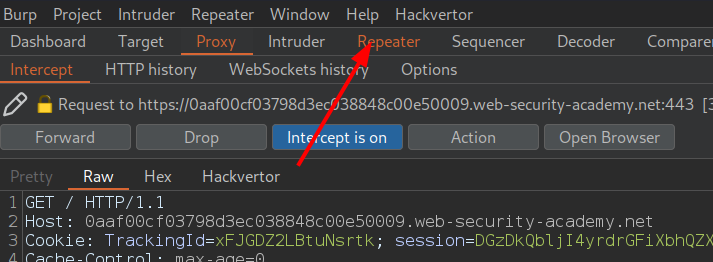 Burp Project Intruder Repeater Window Help Hackvertor
Dashboard Target Proxy Intruder Repeater Sequencer Decoder Comparer
Intercept HTTP history WebSockets history Options
Request to https://0aaf00cf03798d3ec038848c00e50009.web-security-academy.net:443 [3
Forward Drop Intercept is on Action Open Browser
Pretty Raw Hex Hackvertor
1 GET / HTTP/1.1
2 Host: 0aaf00cf03798d3ec038848c00e50009.web-security-academy.net
3 Cookie: TrackingId=xFJGDZ2LBtuNsrtk; session=DGzDkQbljI4yrdrGFiXbhQZX
4 Cache-Control: max-age=0